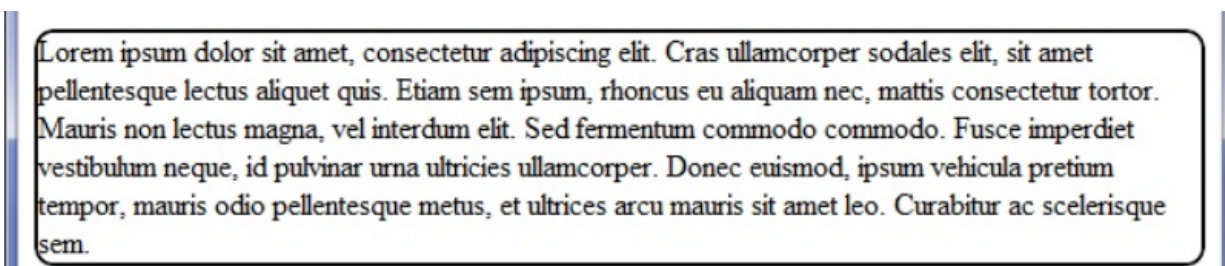 Lorem ipsum dolor sit amet, consectetur adipiscing elit. Cras ullamcorper sodales elit, sit amet
pellentesque lectus aliquet quis. Etiam sem ipsum, rhoncus eu aliquam nec, mattis consectetur tortor.
Mauris non lectus magna, vel interdum elit. Sed fermentum commodo commodo. Fusce imperdiet
vestibulum neque, id pulvinar urna ultricies ullamcorper. Donec euismod, ipsum vehicula pretium
tempor, mauris odio pellentesque metus, et ultrices arcu mauris sit amet leo. Curabitur ac scelerisque
sem.